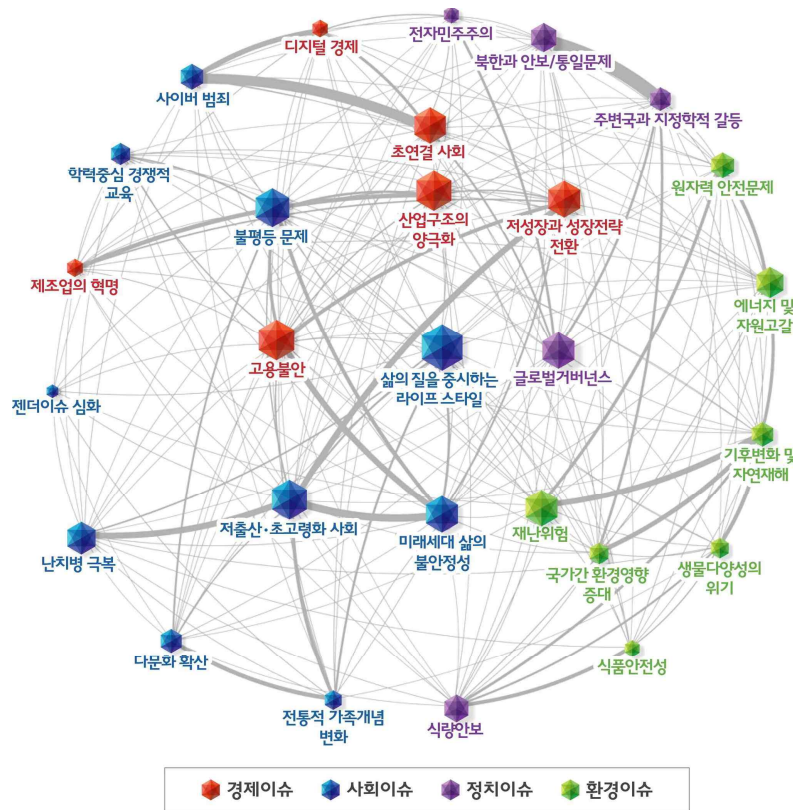 디지털 경제
전자민주주의
북한과 안보/통일문제
사이버 범죄
주변국과 지정학적 갈등
초연결 사회
학력중심 경쟁적
교육
원자력 안전문제
불평등 문제
산업구조의
양극화
저성장과 성장전략
전환
제조업의 혁명
에너지 및
자원고갈
고용불안
삶의 질을 중시하는
라이프 스타일
글로벌거버넌스
젠더이슈 심화
기후변화 및
자연재해
저출산·초고령화 사회
미래세대 삶의
불안정성
재난위험
난치병 극복
국가간 환경영향
증대
생물다양성의
위기
다문화 확산
식품안전성
전통적 가족개념
변화
식량안보
경제이슈
사회이슈
정치이슈
환경이슈